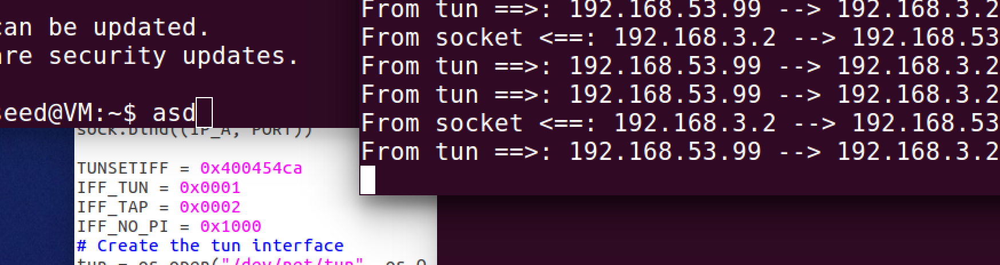 can be updated.
are security updates.
seed@VM:~$ asd
sock.bind((IP_A, PORT))
TUNSETIFF = 0x400454ca
IFF_TUN = 0x0001
IFF_TAP = 0x0002
IFF_NO_PI = 0x1000
# Create the tun interface
tun = os.open("/dev/net/tun", os.O
From tun ==>: 192.168.53.99 --> 192.168.3.2
From socket <==: 192.168.3.2 --> 192.168.53
From tun ==>: 192.168.53.99 --> 192.168.3.2
From tun ==>: 192.168.53.99 --> 192.168.3.2
From socket <==: 192.168.3.2 --> 192.168.53
From tun ==>: 192.168.53.99 --> 192.168.3.2